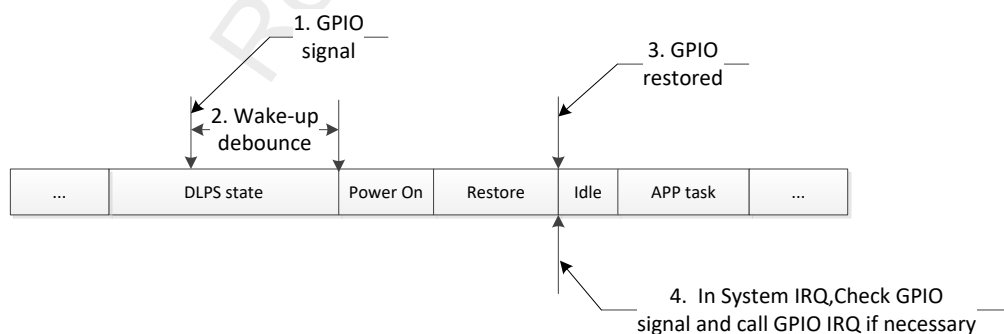 1. GPIO
signal
3. GPIO
restored
2. Wake-up
debounce
... DLPS state Power On Restore Idle APP task ...
4. In System IRQ,Check GPIO
signal and call GPIO IRQ if necessary